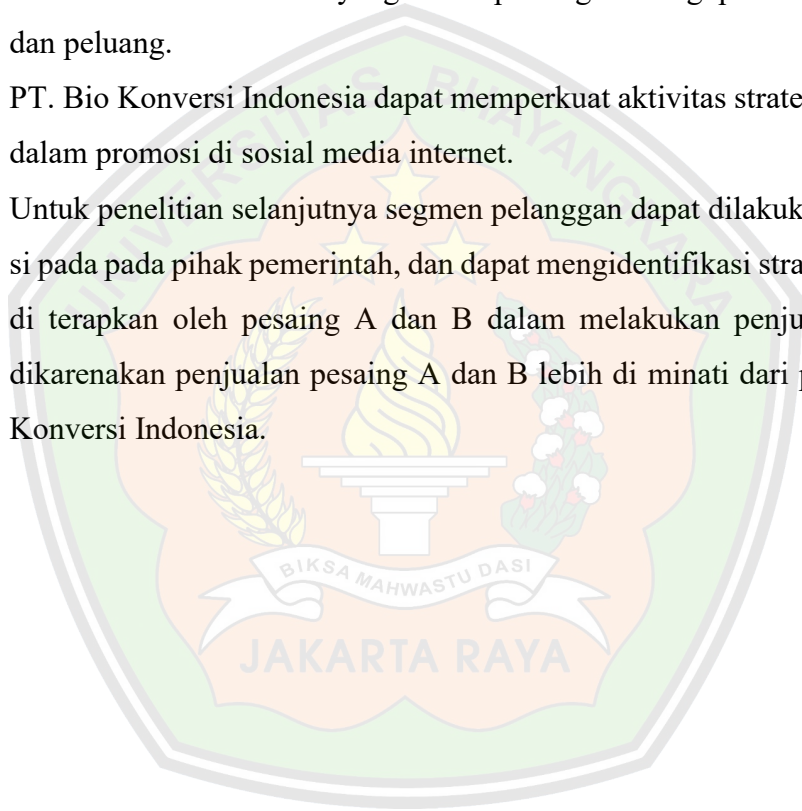 dan peluang.
PT. Bio Konversi Indonesia dapat memperkuat aktivitas strate
dalam promosi di sosial media internet.
Untuk penelitian selanjutnya segmen pelanggan dapat dilakuk
si pada pada pihak pemerintah, dan dapat mengidentifikasi stra
di terapkan oleh pesaing A dan B dalam melakukan penju
dikarenakan penjualan pesaing A dan B lebih di minati dari p
Konversi Indonesia.
UNIVERSITAS BHAYANGKARA
BIKSA MAHWASTU DASI
JAKARTA RAYA